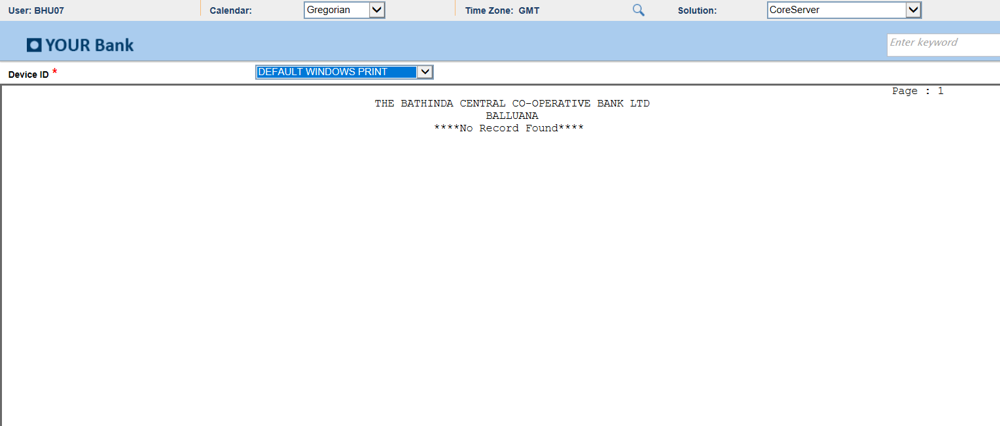 User: BHU07 Calendar: Gregorian Time Zone: GMT Solution: CoreServer
YOUR Bank Enter keyword
Device ID * DEFAULT WINDOWS PRINT
Page : 1
THE BATHINDA CENTRAL CO-OPERATIVE BANK LTD
BALLUANA
****No Record Found****